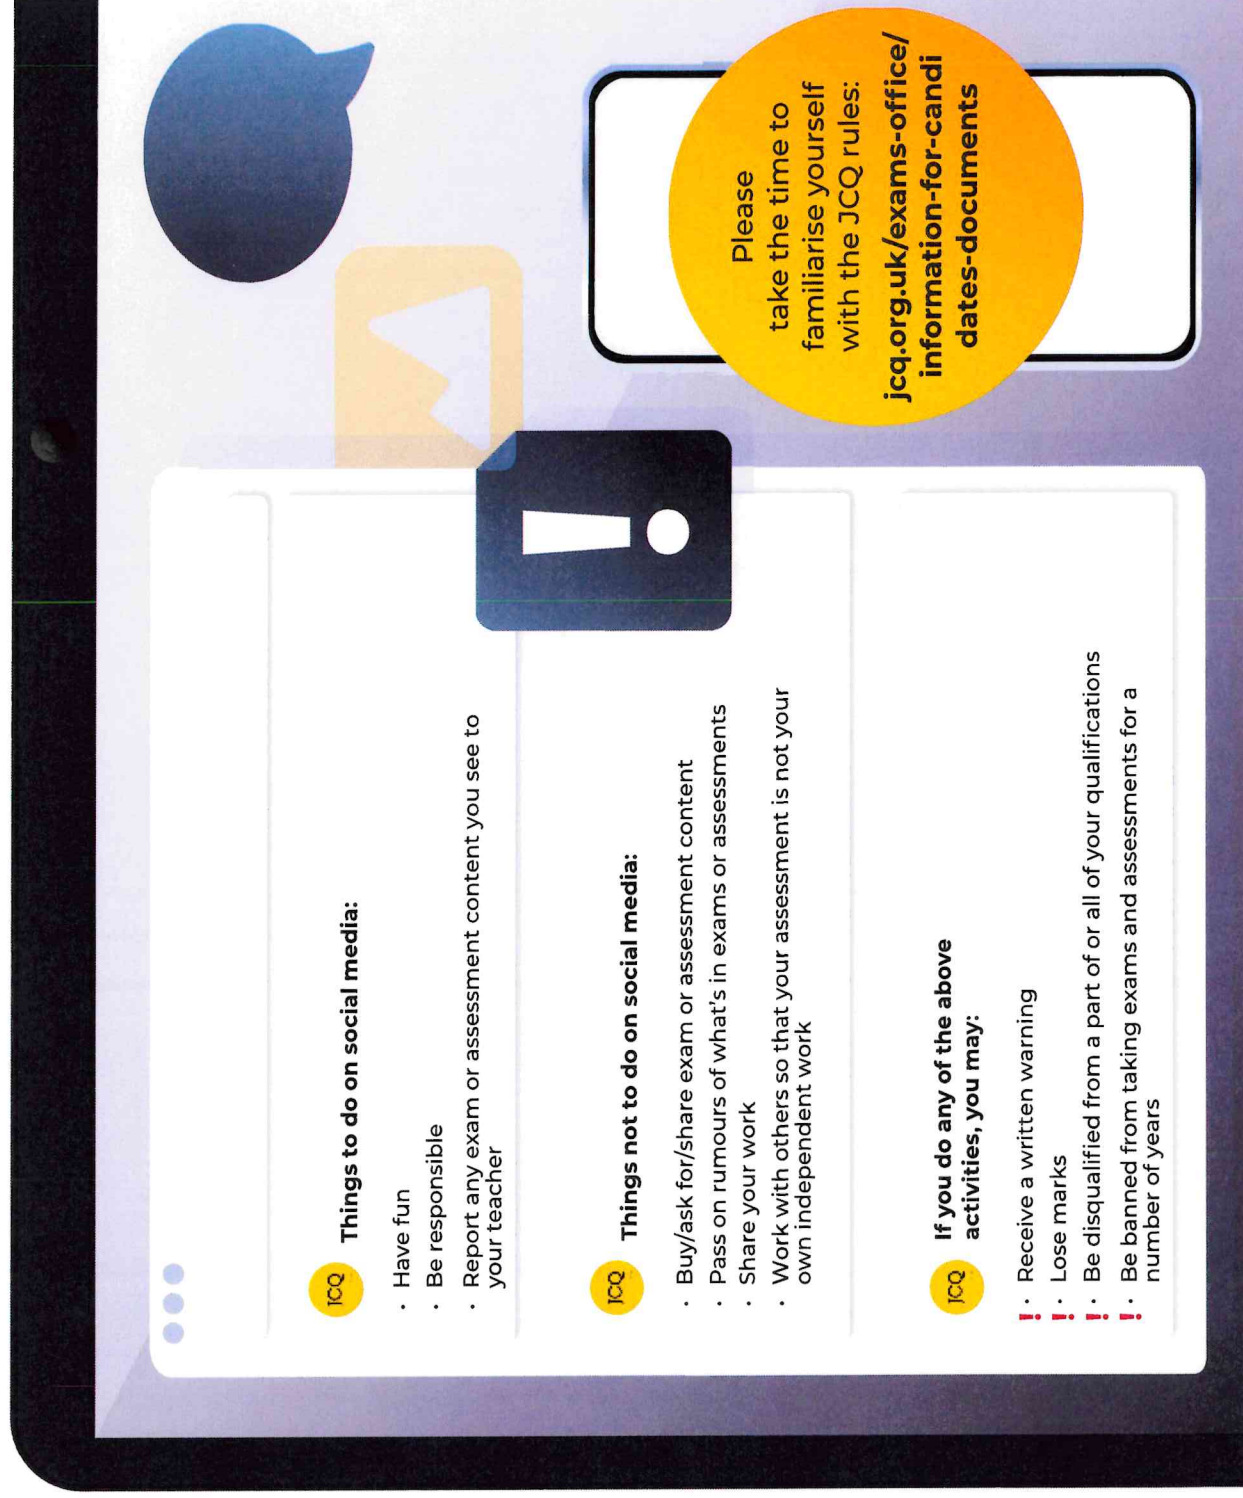 JCQ
Things to do on social media:
· Have fun
· Be responsible
· Report any exam or assessment content you see to
your teacher
JCQ
Things not to do on social media:
· Buy/ask for/share exam or assessment content
· Pass on rumours of what's in exams or assessments
· Share your work
· Work with others so that your assessment is not your
own independent work
JCQ
If you do any of the above
activities, you may:
! · Receive a written warning
! · Lose marks
! · Be disqualified from a part of or all of your qualifications
! · Be banned from taking exams and assessments for a
number of years
!
Please
take the time to
familiarise yourself
with the JCQ rules:
jcq.org.uk/exams-office/
information-for-candi
dates-documents